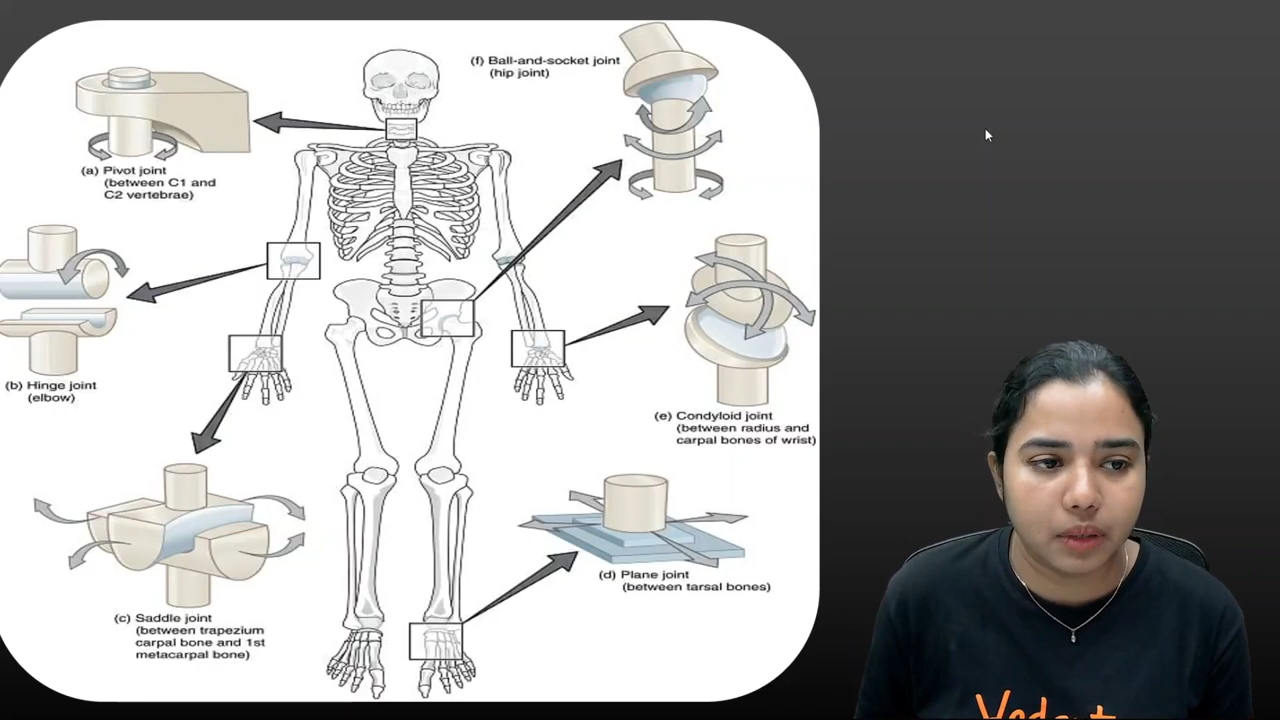 (f) Ball-and-socket joint
(hip joint)
(a) Pivot joint
(between C1 and
C2 vertebrae)
(b) Hinge joint
(elbow)
(e) Condyloid joint
(between radius and
carpal bones of wrist)
(d) Plane joint
(between tarsal bones)
(c) Saddle joint
(between trapezium
carpal bone and 1st
metacarpal bone)